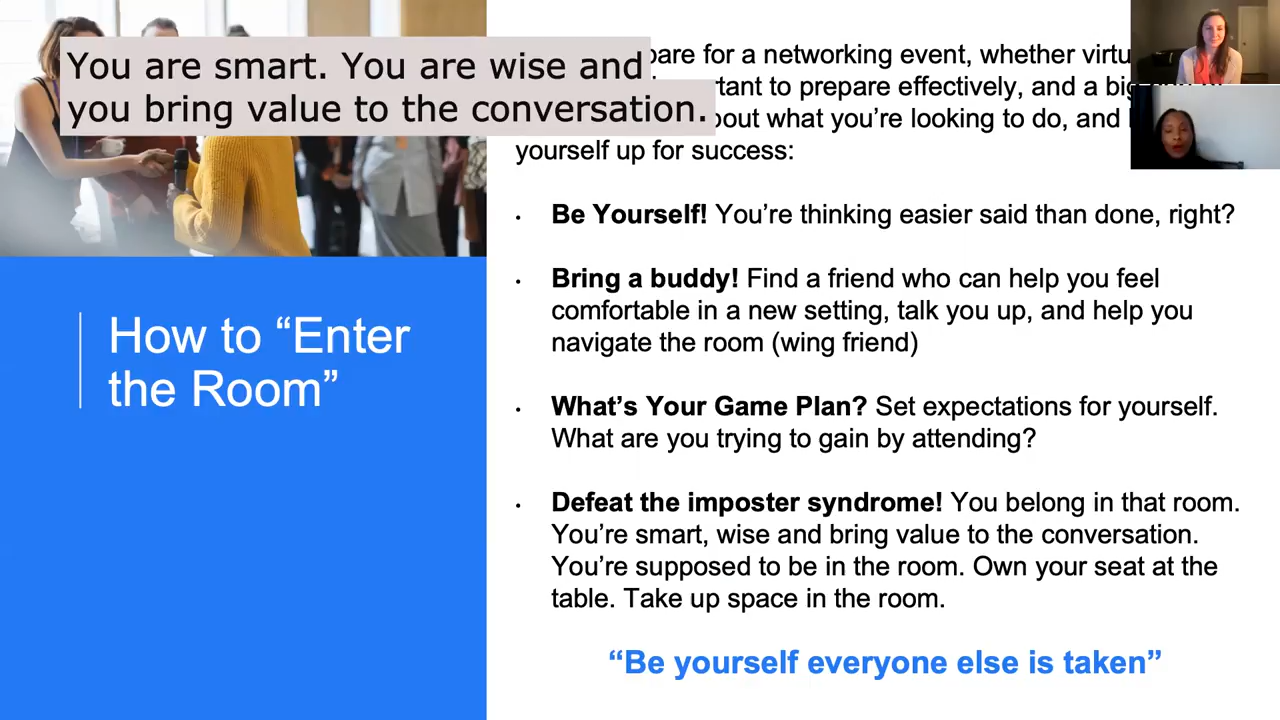 You are smart. You are wise and
you bring value to the conversation.
pare for a networking event, whether virtu
rtant to prepare effectively, and a big
bout what you’re looking to do, and
yourself up for success:
• Be Yourself! You’re thinking easier said than done, right?
• Bring a buddy! Find a friend who can help you feel
comfortable in a new setting, talk you up, and help you
navigate the room (wing friend)
How to “Enter
the Room”
• What’s Your Game Plan? Set expectations for yourself.
What are you trying to gain by attending?
• Defeat the imposter syndrome! You belong in that room.
You’re smart, wise and bring value to the conversation.
You’re supposed to be in the room. Own your seat at the
table. Take up space in the room.
“Be yourself everyone else is taken”